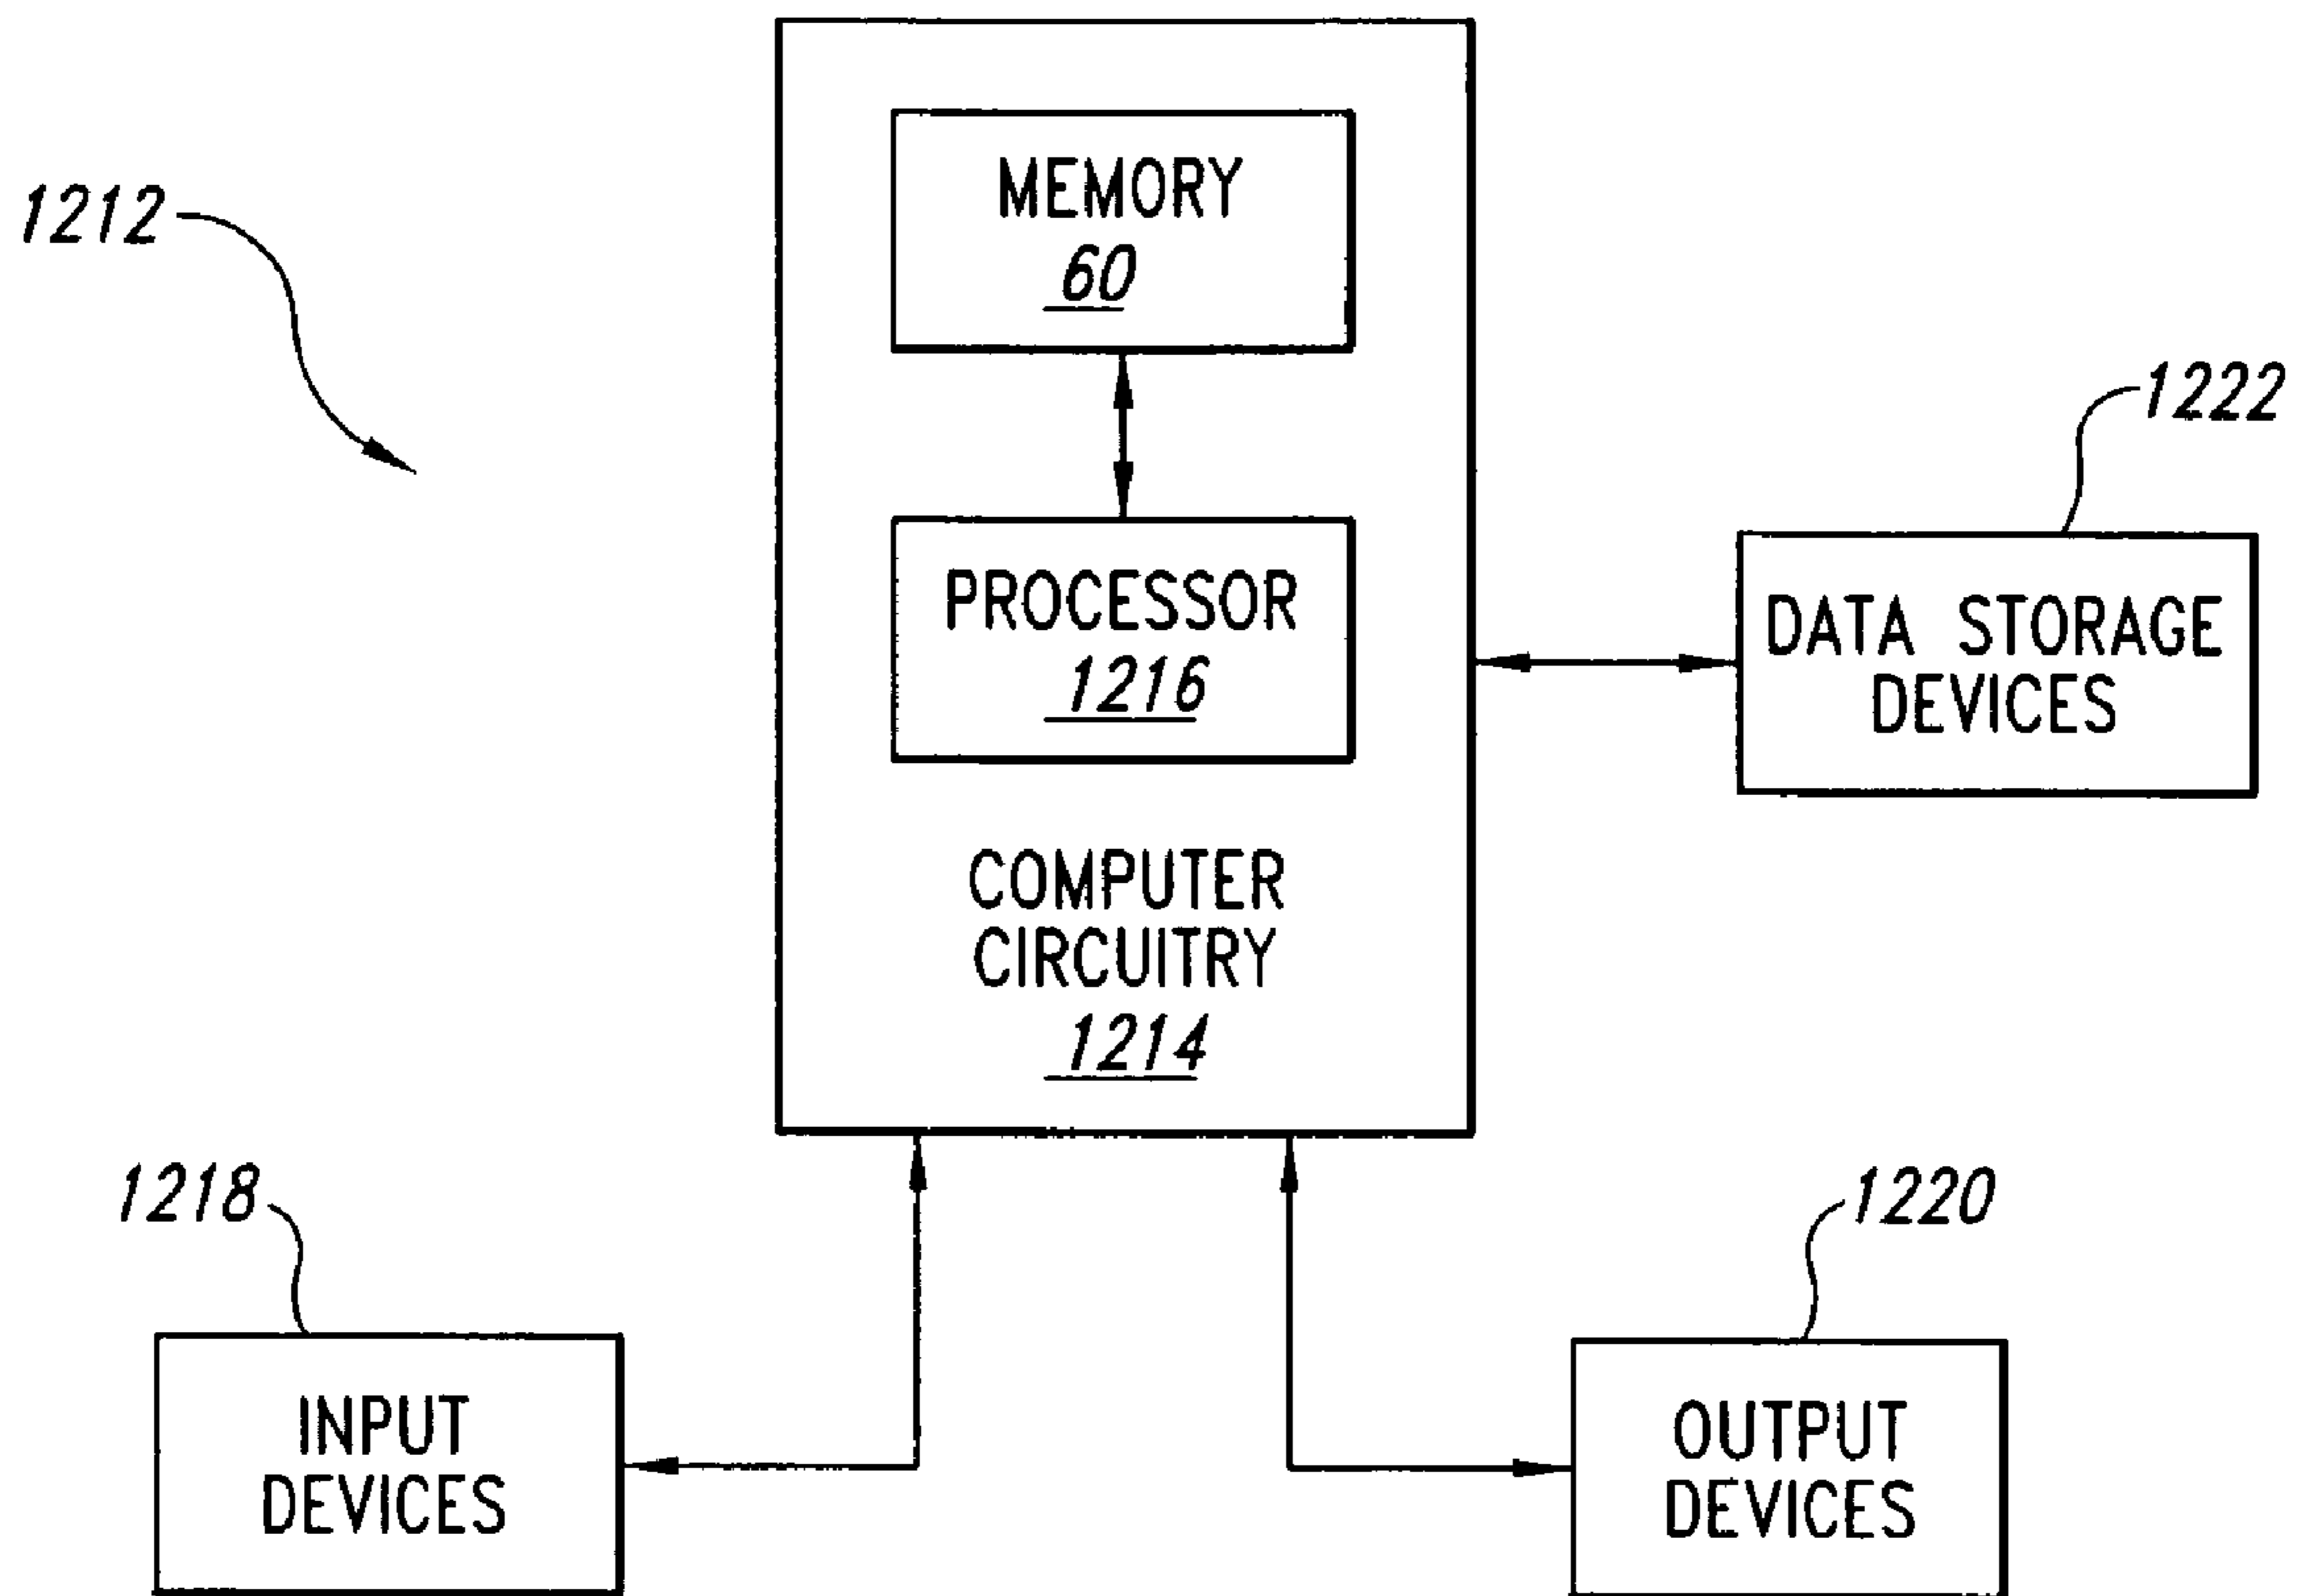 1212
MEMORY
60
1222
PROCESSOR
1216
DATA STORAGE
DEVICES
COMPUTER
CIRCUITRY
1214
1218
1220
INPUT
DEVICES
OUTPUT
DEVICES